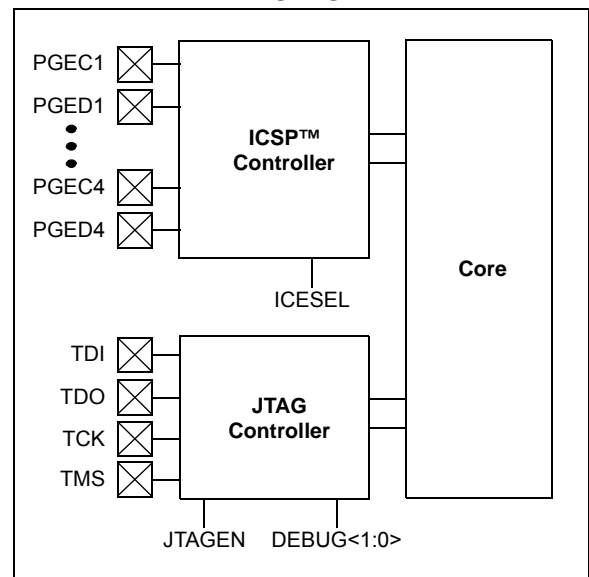 PGEC1
PGED1
ICSP™
Controller
PGEC4
PGED4
Core
ICESEL
TDI
TDO
JTAG
Controller
TCK
TMS
JTAGEN DEBUG<1:0>